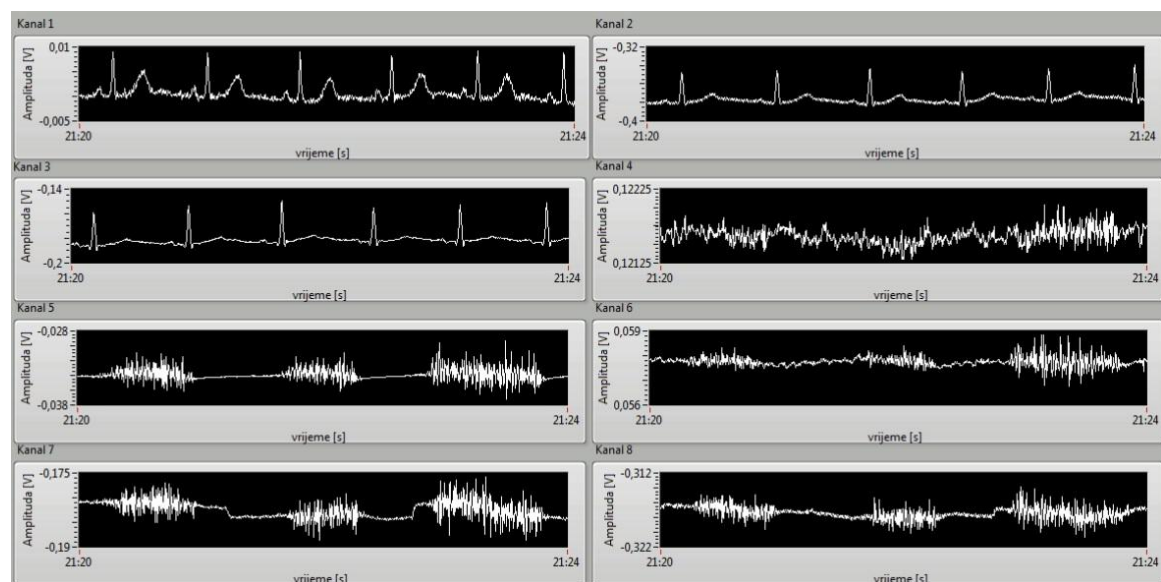 Kanal 1
Kanal 2
Amplituda [V]
0,01
-0,005
21:20
21:24
vrijeme [s]
Amplituda [V]
-0,32
-0,4
21:20
21:24
vrijeme [s]
Kanal 3
Kanal 4
Amplituda [V]
-0,14
-0,2
21:20
21:24
vrijeme [s]
Amplituda [V]
0,12225
0,12125
21:20
21:24
vrijeme [s]
Kanal 5
Kanal 6
Amplituda [V]
-0,028
-0,038
21:20
21:24
vrijeme [s]
Amplituda [V]
0,059
0,056
21:20
21:24
vrijeme [s]
Kanal 7
Kanal 8
Amplituda [V]
-0,175
-0,19
21:20
21:24
vrijeme [s]
Amplituda [V]
-0,312
-0,322
21:20
21:24
vrijeme [s]